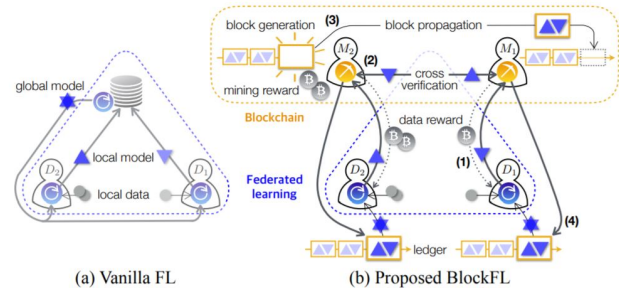 global model
D₂
D₁
local model
local data
(a) Vanilla FL
block generation
(3)
block propagation
M₂
M₁
(2)
mining reward
cross
verification
Blockchain
data reward
(1)
Federated
learning
D₂
D₁
(4)
ledger
(b) Proposed BlockFL